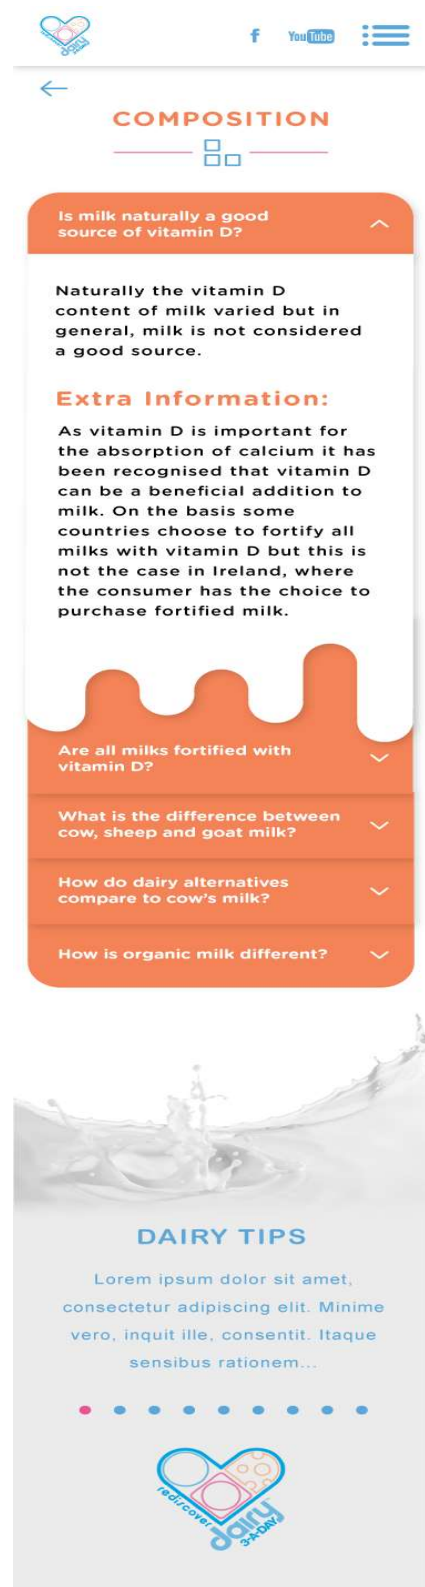 dairy
f
YouTube
COMPOSITION
Is milk naturally a good
source of vitamin D?
Naturally the vitamin D
content of milk varied but in
general, milk is not considered
a good source.
Extra Information:
As vitamin D is important for
the absorption of calcium it has
been recognised that vitamin D
can be a beneficial addition to
milk. On the basis some
countries choose to fortify all
milks with vitamin D but this is
not the case in Ireland, where
the consumer has the choice to
purchase fortified milk.
Are all milks fortified with
vitamin D?
What is the difference between
cow, sheep and goat milk?
How do dairy alternatives
compare to cow's milk?
How is organic milk different?
DAIRY TIPS
Lorem ipsum dolor sit amet,
consectetur adipiscing elit. Minime
vero, inquit ille, consentit. Itaque
sensibus rationem...
rediscover
dairy
3-A-DAY